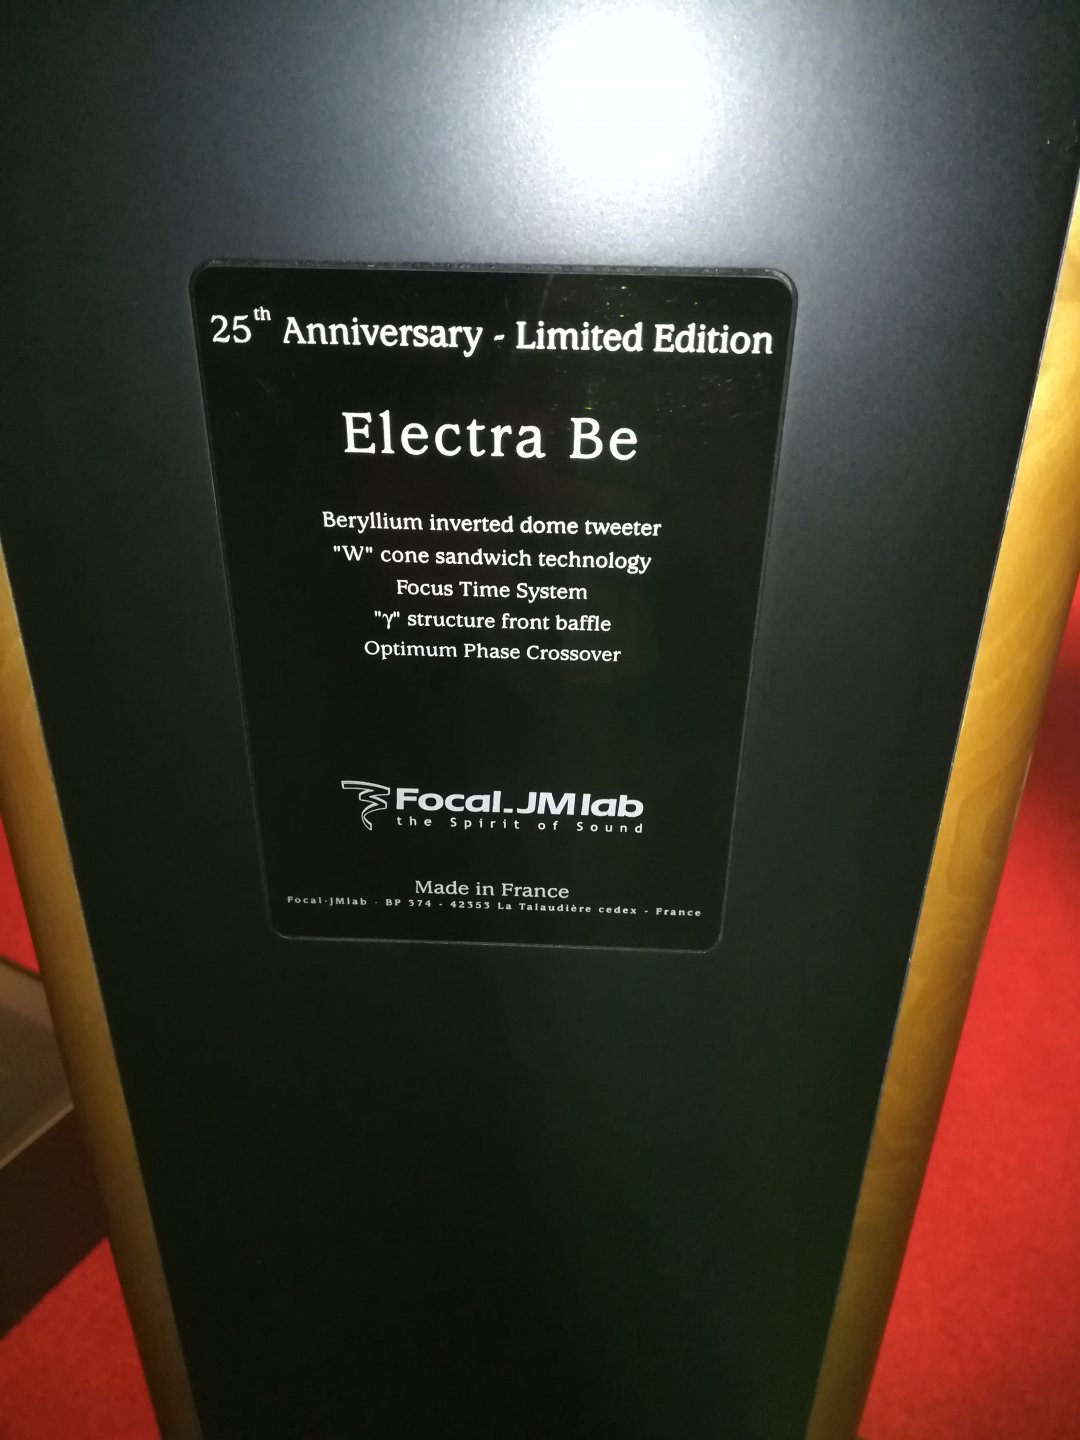 25th Anniversary - Limited Edition
Electra Be
Beryllium inverted dome tweeter
"W" cone sandwich technology
Focus Time System
"γ" structure front baffle
Optimum Phase Crossover
Focal-JMlab
the Spirit of Sound
Made in France
Focal-JMlab - BP 374 - 42353 La Talaudière cedex - France